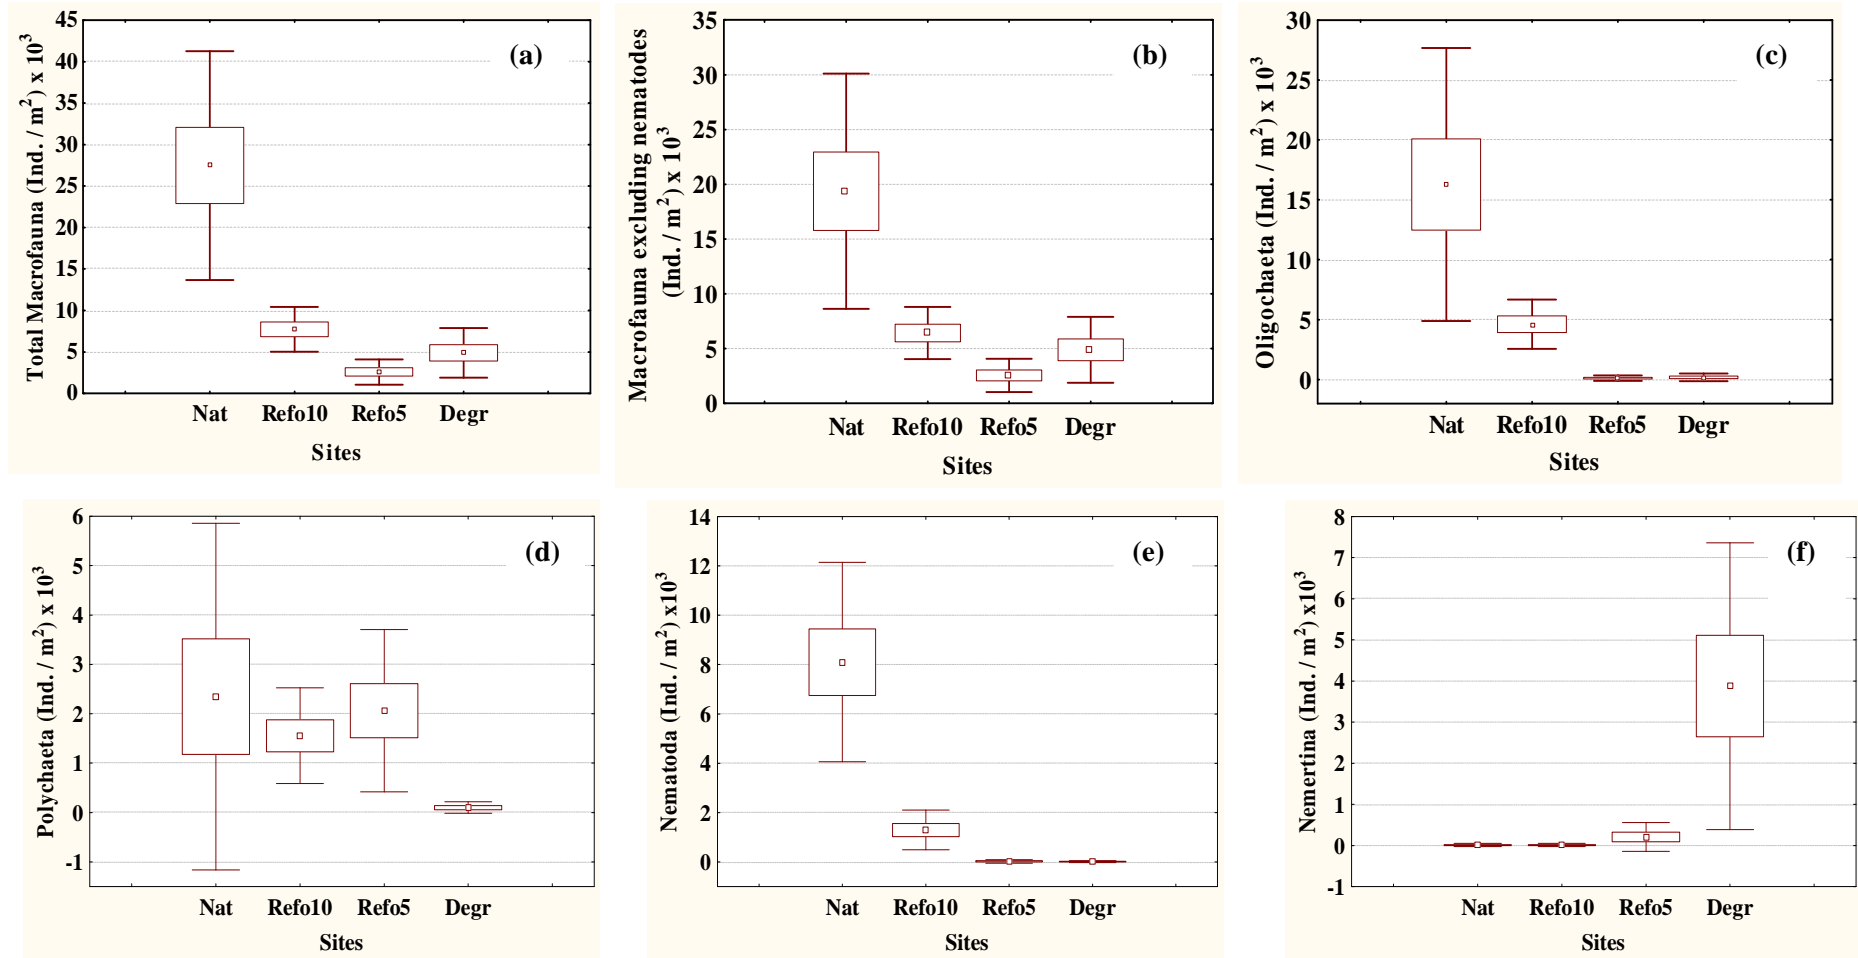 Total Macrofauna (Ind. / m²) x 10³
45
40
35
30
25
20
15
10
5
0
(a)
Nat Refo10 Refo5 Degr
Sites
Macrofauna excluding nematodes
(Ind. / m²) x 10³
35
30
25
20
15
10
5
0
(b)
Nat Refo10 Refo5 Degr
Sites
Oligochaeta (Ind. / m²) x 10³
30
25
20
15
10
5
0
(c)
Nat Refo10 Refo5 Degr
Sites
Polychaeta (Ind. / m²) x 10³
6
5
4
3
2
1
0
-1
(d)
Nat Refo10 Refo5 Degr
Sites
Nematoda (Ind. / m²) x10³
14
12
10
8
6
4
2
0
(e)
Nat Refo10 Refo5 Degr
Sites
Nemertina (Ind. / m²) x10³
8
7
6
5
4
3
2
1
0
-1
(f)
Nat Refo10 Refo5 Degr
Sites